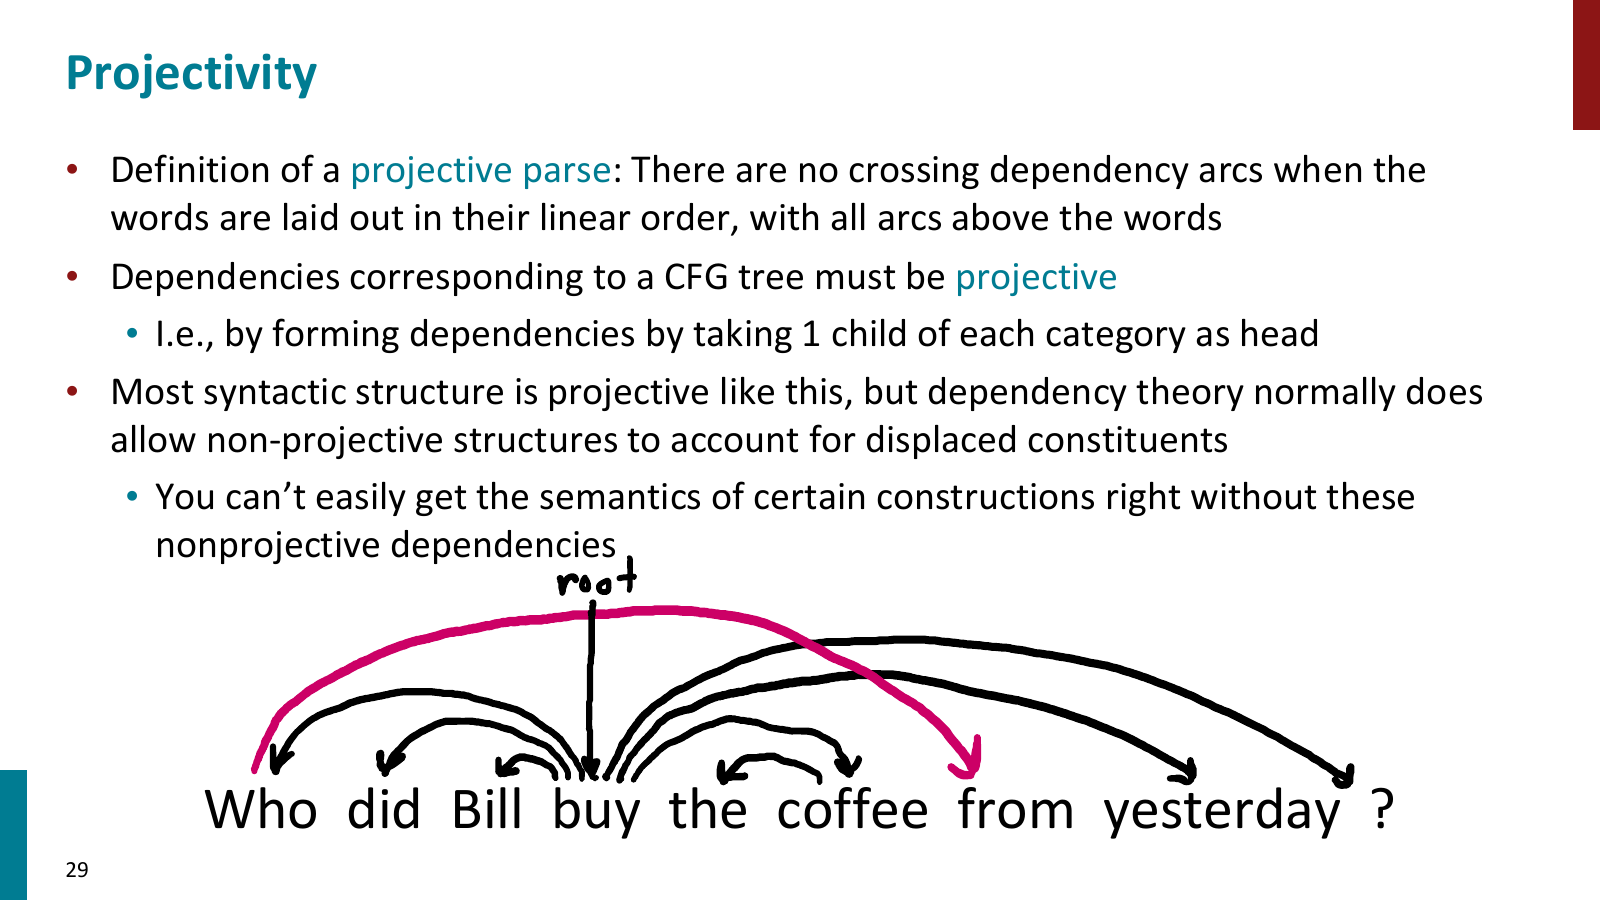 Projectivity
• Definition of a projective parse: There are no crossing dependency arcs when the
words are laid out in their linear order, with all arcs above the words
• Dependencies corresponding to a CFG tree must be projective
• I.e., by forming dependencies by taking 1 child of each category as head
• Most syntactic structure is projective like this, but dependency theory normally does
allow non-projective structures to account for displaced constituents
• You can’t easily get the semantics of certain constructions right without these
nonprojective dependencies
root
Who did Bill buy the coffee from yesterday ?
29